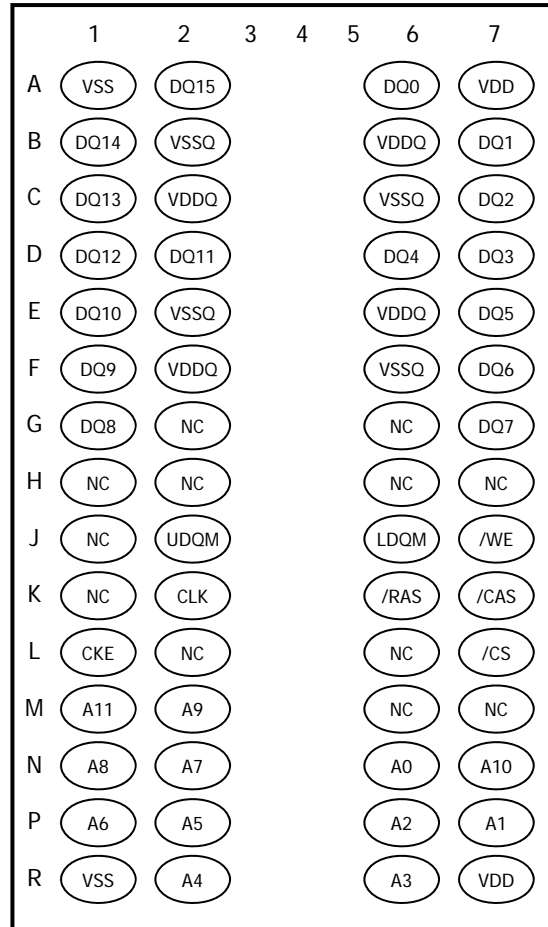 1 2 3 4 5 6 7
A VSS DQ15 DQ0 VDD
B DQ14 VSSQ VDDQ DQ1
C DQ13 VDDQ VSSQ DQ2
D DQ12 DQ11 DQ4 DQ3
E DQ10 VSSQ VDDQ DQ5
F DQ9 VDDQ VSSQ DQ6
G DQ8 NC NC DQ7
H NC NC NC NC
J NC UDQM LDQM /WE
K NC CLK /RAS /CAS
L CKE NC NC /CS
M A11 A9 NC NC
N A8 A7 A0 A10
P A6 A5 A2 A1
R VSS A4 A3 VDD